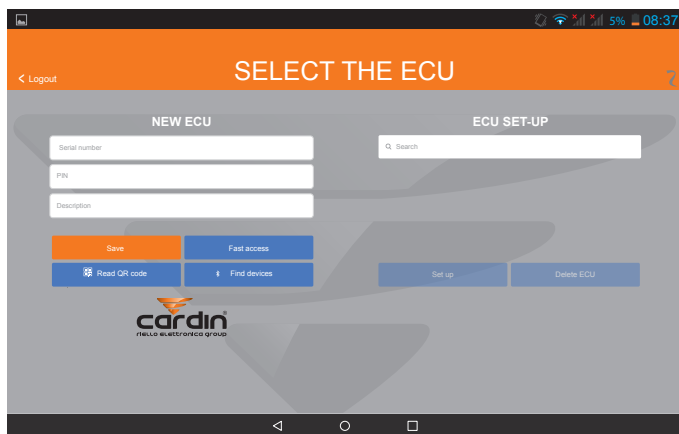 5% 08:37
Logout
SELECT THE ECU
NEW ECU
Serial number
PIN
Description
Save
Fast access
Read QR code
Find devices
ECU SET-UP
Search
Set up
Delete ECU
cardin
riello elettronica group